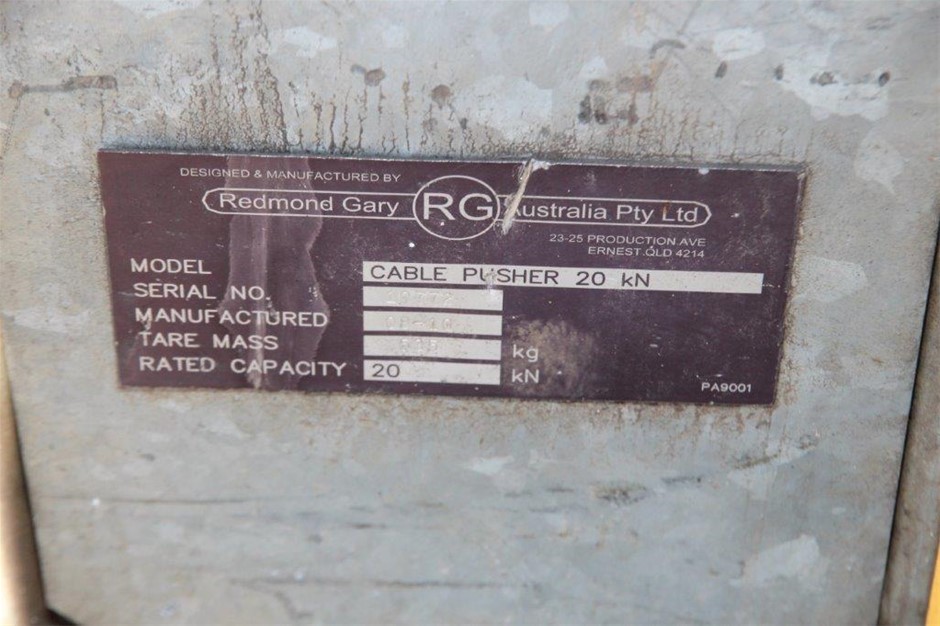 DESIGNED & MANUFACTURED BY
Redmond Gary RG Australia Pty Ltd
23-25 PRODUCTION AVE
ERNEST QLD 4214
MODEL CABLE PUSHER 20 kN
SERIAL NO.
MANUFACTURED
TARE MASS kg
RATED CAPACITY 20 kN
PA9001